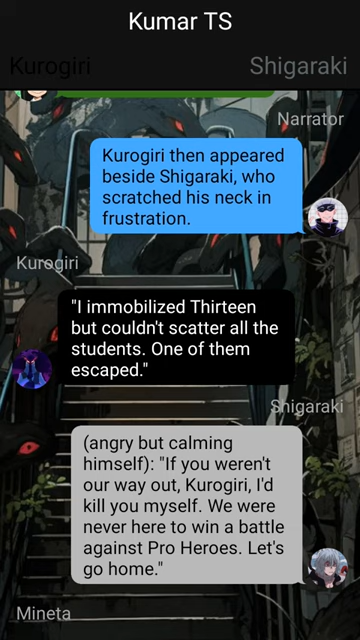 Kumar TS
Kurogiri
Shigaraki
Narrator
Kurogiri then appeared
beside Shigaraki, who
scratched his neck in
frustration.
Kurogiri
"I immobilized Thirteen
but couldn't scatter all the
students. One of them
escaped."
Shigaraki
(angry but calming
himself): "If you weren't
our way out, Kurogiri, I'd
kill you myself. We were
never here to win a battle
against Pro Heroes. Let's
go home."
Mineta